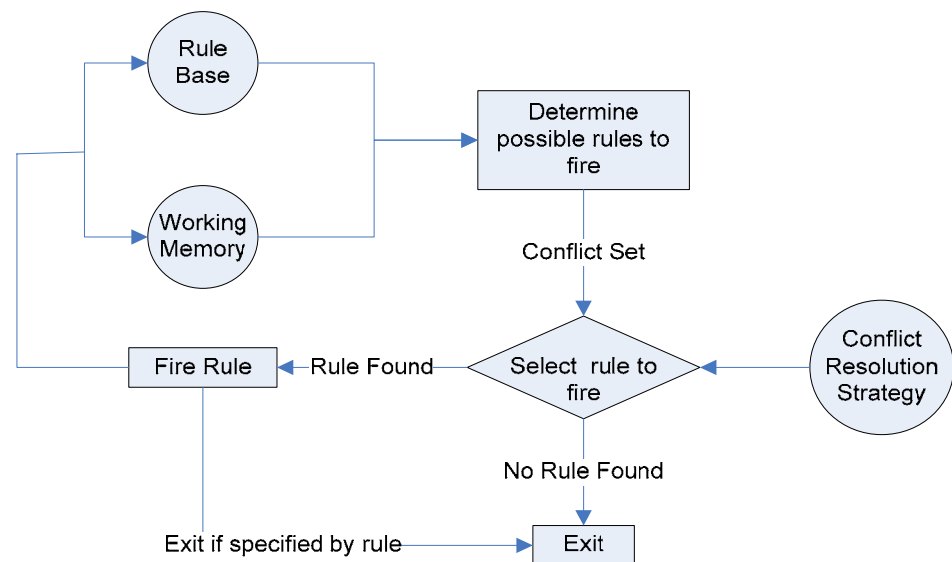 Rule
Base
Determine
possible rules to
fire
Working
Memory
Conflict Set
Conflict
Resolution
Strategy
Select rule to
fire
Rule Found
Fire Rule
No Rule Found
Exit if specified by rule
Exit